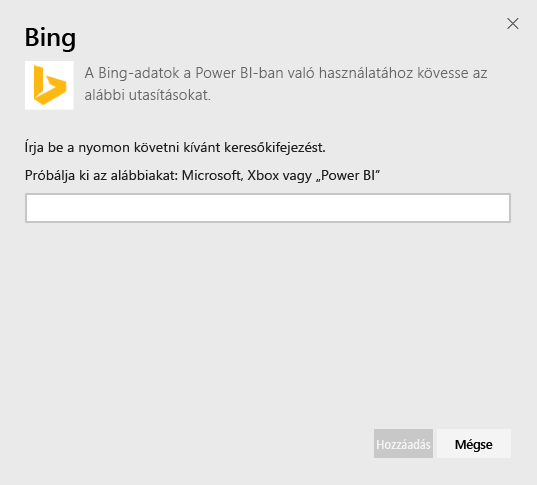 Bing
A Bing-adatok a Power BI-ban való használatához kövesse az
alábbi utasításokat.
Írja be a nyomon követni kívánt keresőkifejezést.
Próbálja ki az alábbiakat: Microsoft, Xbox vagy „Power BI”
Hozzáadás
Mégse